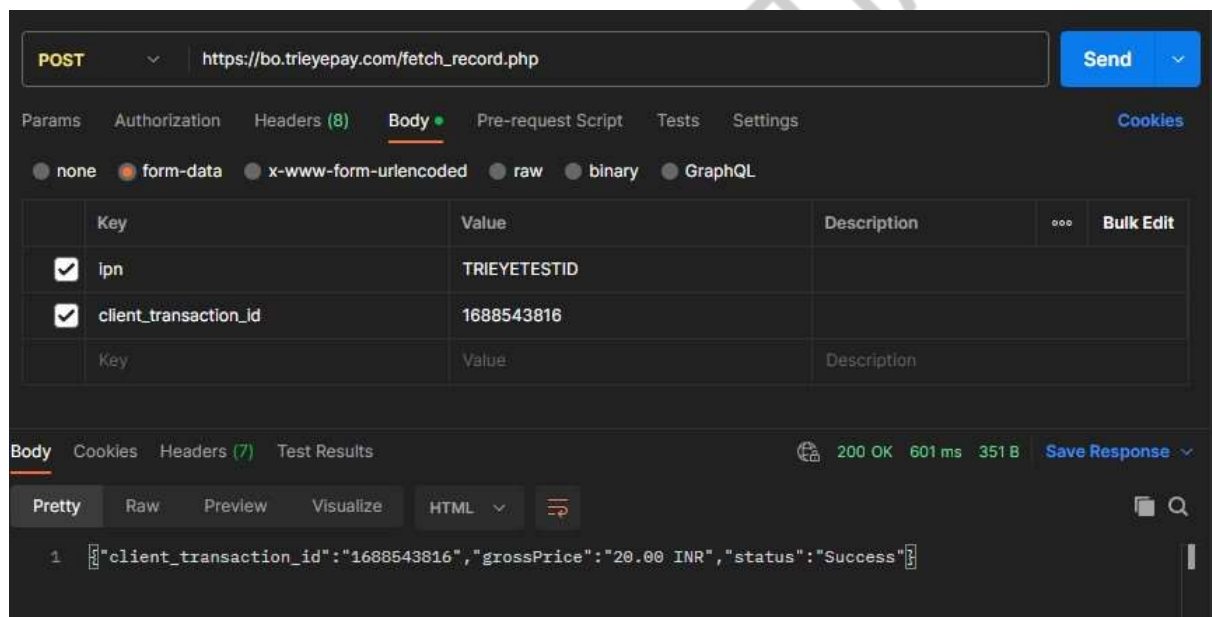 POST https://bo.trieyepay.com/fetch_record.php Send
Params Authorization Headers (8) Body Pre-request Script Tests Settings Cookies
none form-data x-www-form-urlencoded raw binary GraphQL
Key Value Description Bulk Edit
ipn TRIEYETESTID
client_transaction_id 1688543816
Key Value Description
Body Cookies Headers (7) Test Results 200 OK 601 ms 351 B Save Response
Pretty Raw Preview Visualize HTML
1 {"client_transaction_id":"1688543816","grossPrice":"20.00 INR","status":"Success"}